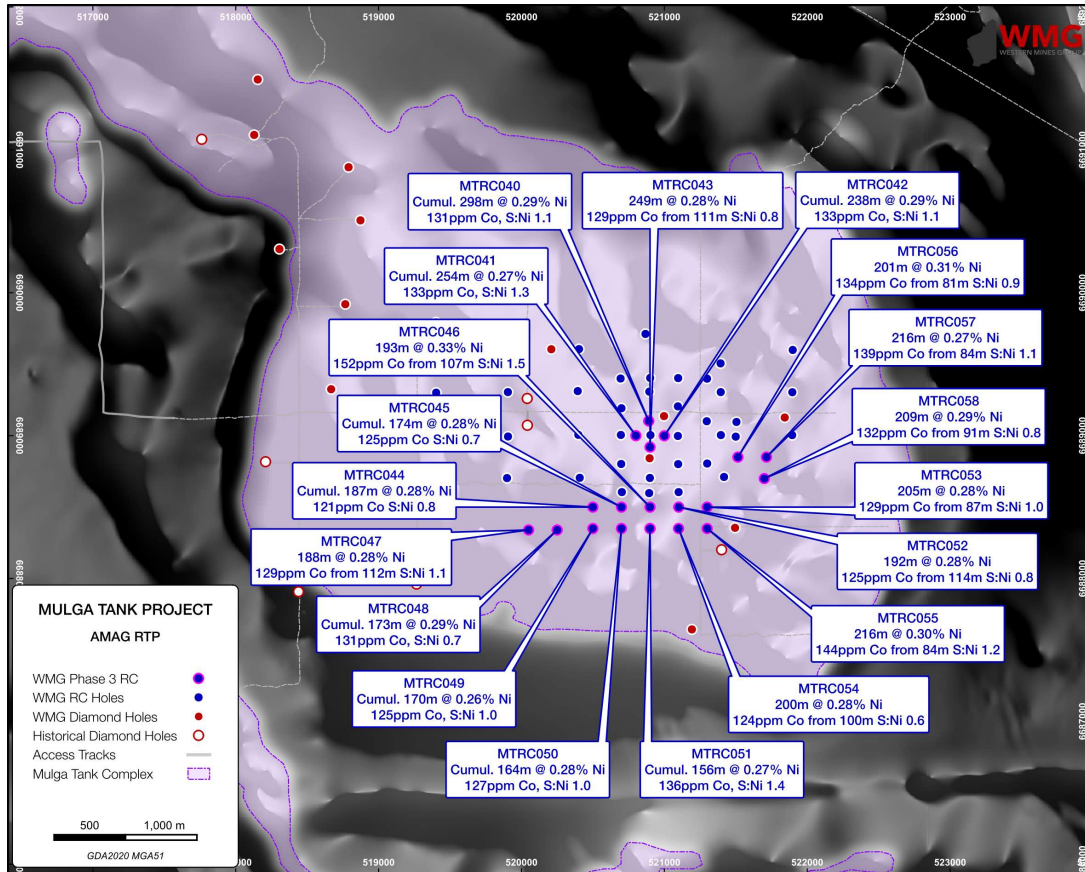 517000
518000
519000
520000
521000
522000
523000
WMG
WESTERN MINES GROUP
6691000
6691000
6690000
6690000
6689000
6689000
6688000
6687000
MTRC040
Cumul. 298m @ 0.29% Ni
131ppm Co, S:Ni 1.1
MTRC043
249m @ 0.28% Ni
129ppm Co from 111m S:Ni 0.8
MTRC042
Cumul. 238m @ 0.29% Ni
133ppm Co, S:Ni 1.1
MTRC041
Cumul. 254m @ 0.27% Ni
133ppm Co, S:Ni 1.3
MTRC056
201m @ 0.31% Ni
134ppm Co from 81m S:Ni 0.9
MTRC046
193m @ 0.33% Ni
152ppm Co from 107m S:Ni 1.5
MTRC057
216m @ 0.27% Ni
139ppm Co from 84m S:Ni 1.1
MTRC045
Cumul. 174m @ 0.28% Ni
125ppm Co S:Ni 0.7
MTRC058
209m @ 0.29% Ni
132ppm Co from 91m S:Ni 0.8
MTRC044
Cumul. 187m @ 0.28% Ni
121ppm Co S:Ni 0.8
MTRC053
205m @ 0.28% Ni
129ppm Co from 87m S:Ni 1.0
MTRC047
188m @ 0.28% Ni
129ppm Co from 112m S:Ni 1.1
MTRC052
192m @ 0.28% Ni
125ppm Co from 114m S:Ni 0.8
MTRC048
Cumul. 173m @ 0.29% Ni
131ppm Co, S:Ni 0.7
MTRC055
216m @ 0.30% Ni
144ppm Co from 84m S:Ni 1.2
MTRC049
Cumul. 170m @ 0.26% Ni
125ppm Co, S:Ni 1.0
MTRC054
200m @ 0.28% Ni
124ppm Co from 100m S:Ni 0.6
MTRC050
Cumul. 164m @ 0.28% Ni
127ppm Co, S:Ni 1.0
MTRC051
Cumul. 156m @ 0.27% Ni
136ppm Co, S:Ni 1.4
MULGA TANK PROJECT
AMAG RTP
WMG Phase 3 RC
WMG RC Holes
WMG Diamond Holes
Historical Diamond Holes
Access Tracks
Mulga Tank Complex
500 1,000 m
GDA2020 MGA51
519000
520000
521000
522000
523000